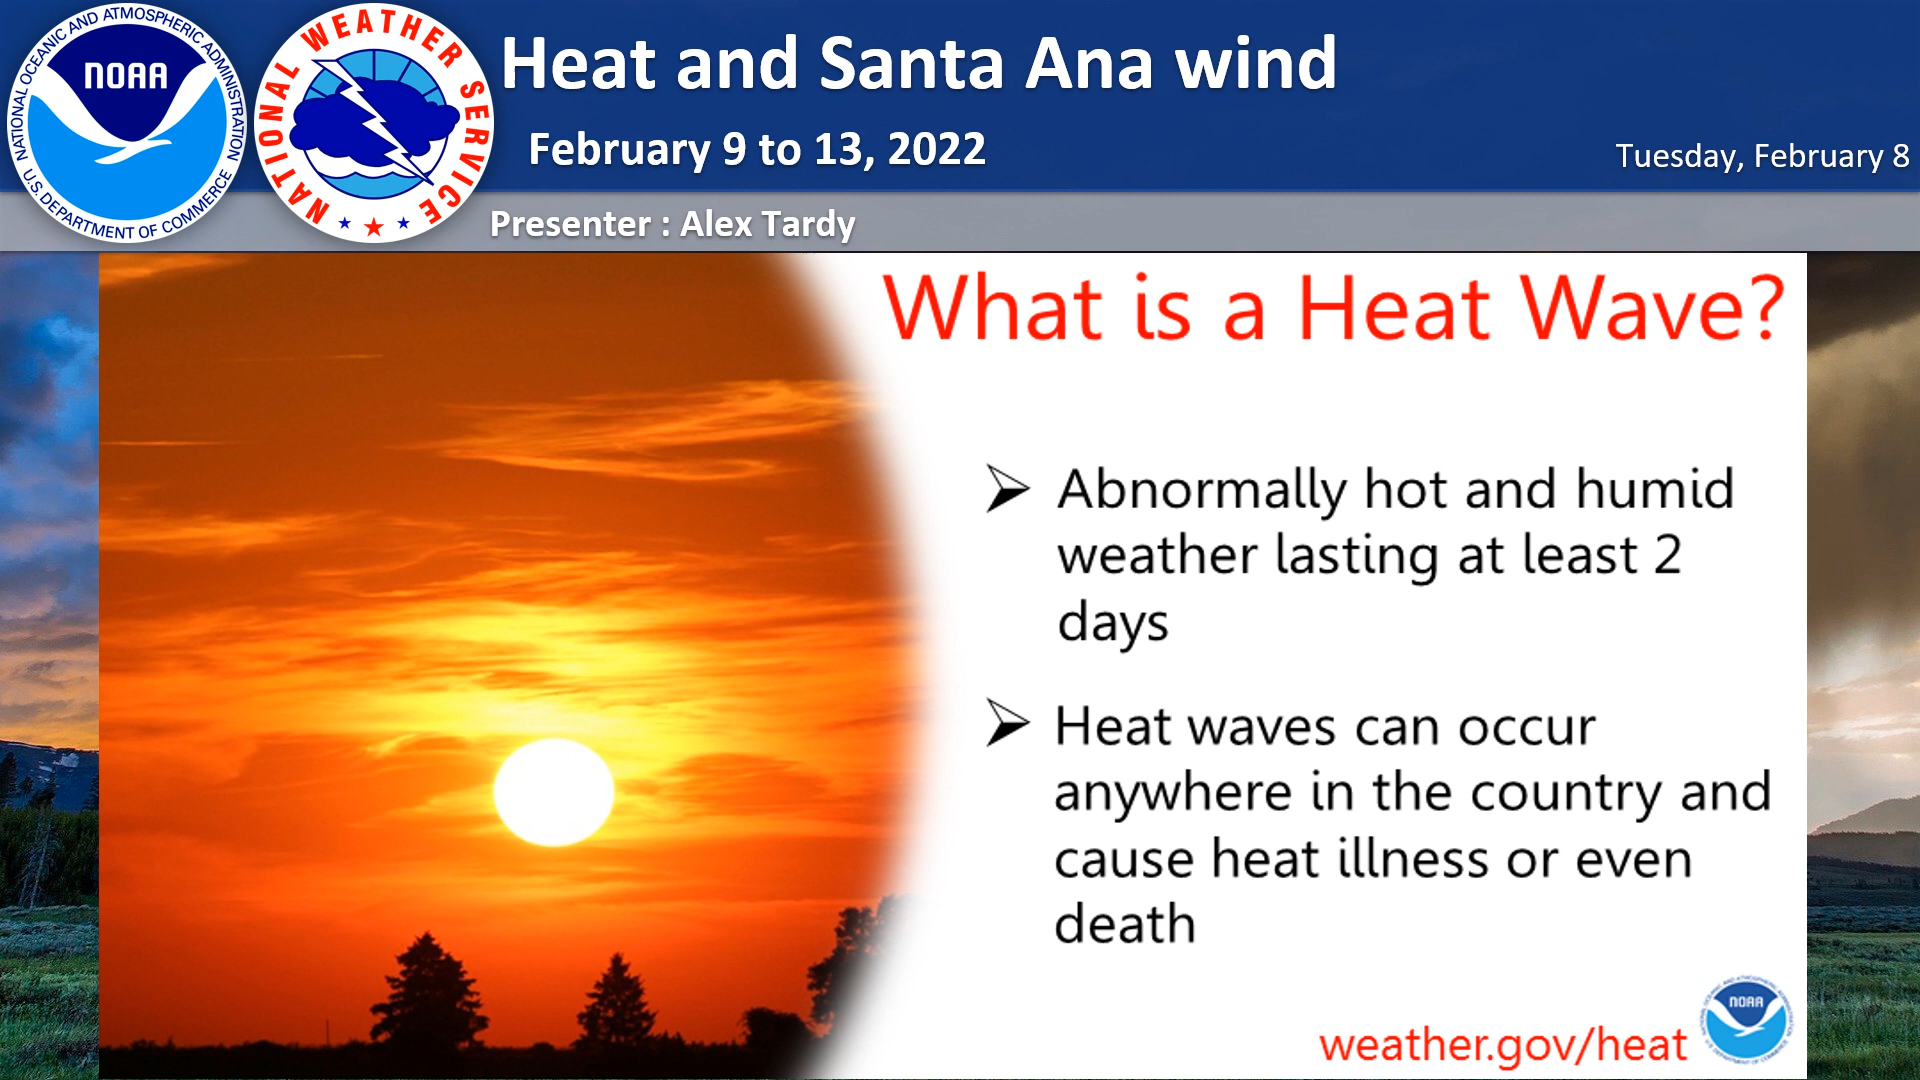 NATIONAL OCEANIC AND ATMOSPHERIC ADMINISTRATION
NOAA
U.S. DEPARTMENT OF COMMERCE
NATIONAL WEATHER SERVICE
Heat and Santa Ana wind
February 9 to 13, 2022
Tuesday, February 8
Presenter : Alex Tardy
What is a Heat Wave?
Abnormally hot and humid
weather lasting at least 2
days
Heat waves can occur
anywhere in the country and
cause heat illness or even
death
weather.gov/heat
NOAA